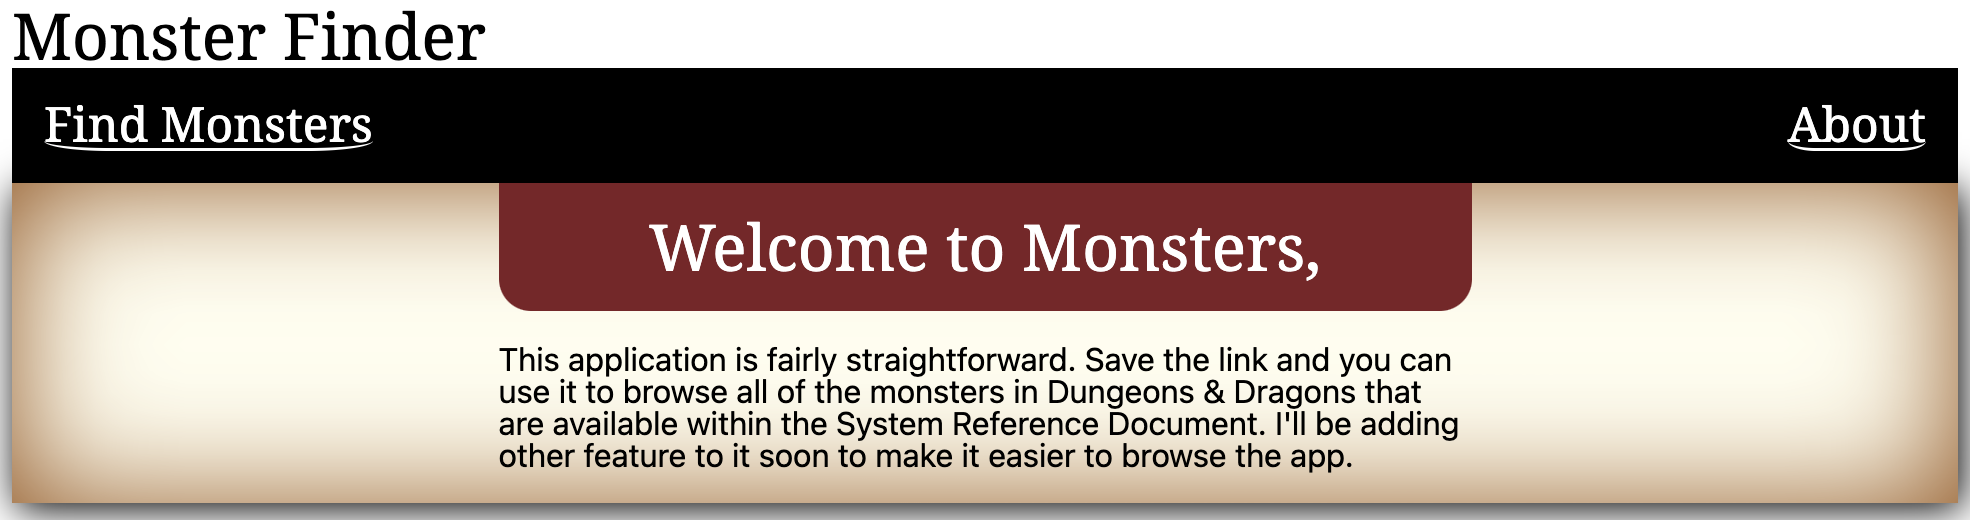 Monster Finder
Find Monsters
About
Welcome to Monsters,
This application is fairly straightforward. Save the link and you can
use it to browse all of the monsters in Dungeons & Dragons that
are available within the System Reference Document. I'll be adding
other feature to it soon to make it easier to browse the app.